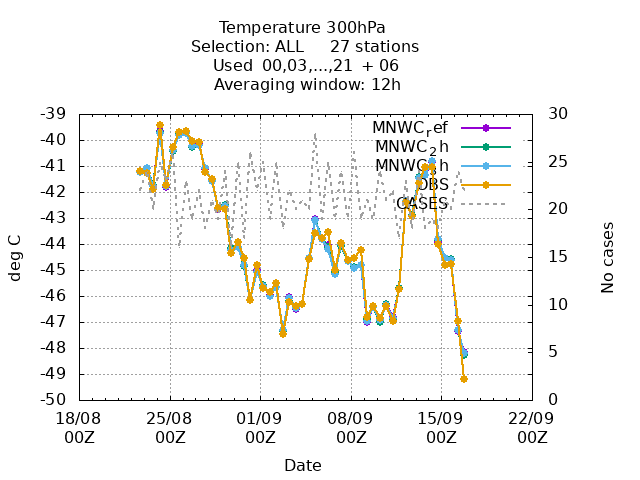 Temperature 300hPa
Selection: ALL 27 stations
Used 00,03,...,21 + 06
Averaging window: 12h
-39
-40
-41
-42
-43
-44
-45
-46
-47
-48
-49
-50
30
25
20
15
10
5
0
MNWC_ref
MNWC_2h
OBS
CASES
deg C
No cases
18/08 25/08 01/09 08/09 15/09 22/09
00Z 00Z 00Z 00Z 00Z 00Z
Date